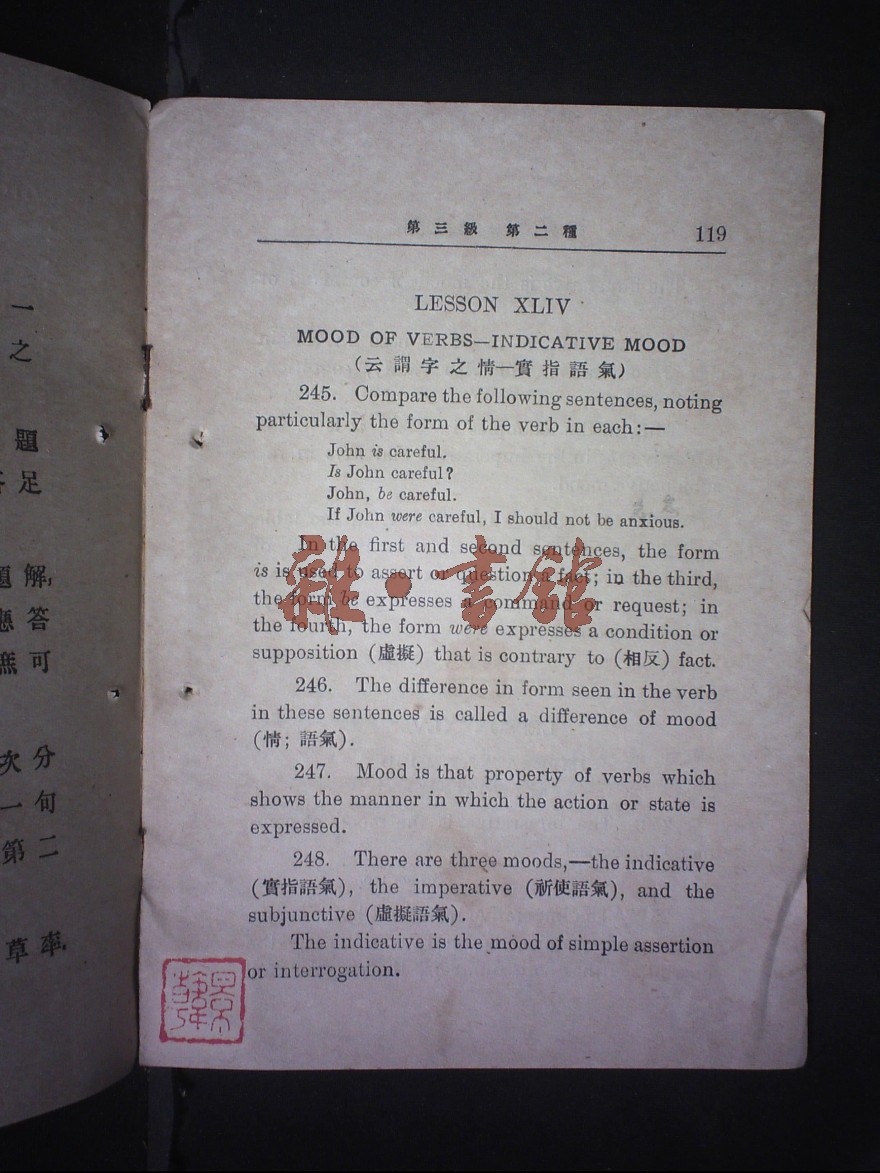 第三級 第二種 119
LESSON XLIV
MOOD OF VERBS—INDICATIVE MOOD
(云謂字之情—實指語氣)
245. Compare the following sentences, noting
particularly the form of the verb in each:—
John is careful.
Is John careful?
John, be careful.
If John were careful, I should not be anxious.
In the first and second sentences, the form
is is used to assert or question a fact; in the third,
the form be expresses a command or request; in
the fourth, the form were expresses a condition or
supposition (虛擬) that is contrary to (相反) fact.
246. The difference in form seen in the verb
in these sentences is called a difference of mood
(情; 語氣).
247. Mood is that property of verbs which
shows the manner in which the action or state is
expressed.
248. There are three moods,—the indicative
(實指語氣), the imperative (祈使語氣), and the
subjunctive (虛擬語氣).
The indicative is the mood of simple assertion
or interrogation.
雜·書館
一
之
題
足
題解
應答
無可
次分
一句
第二
草率